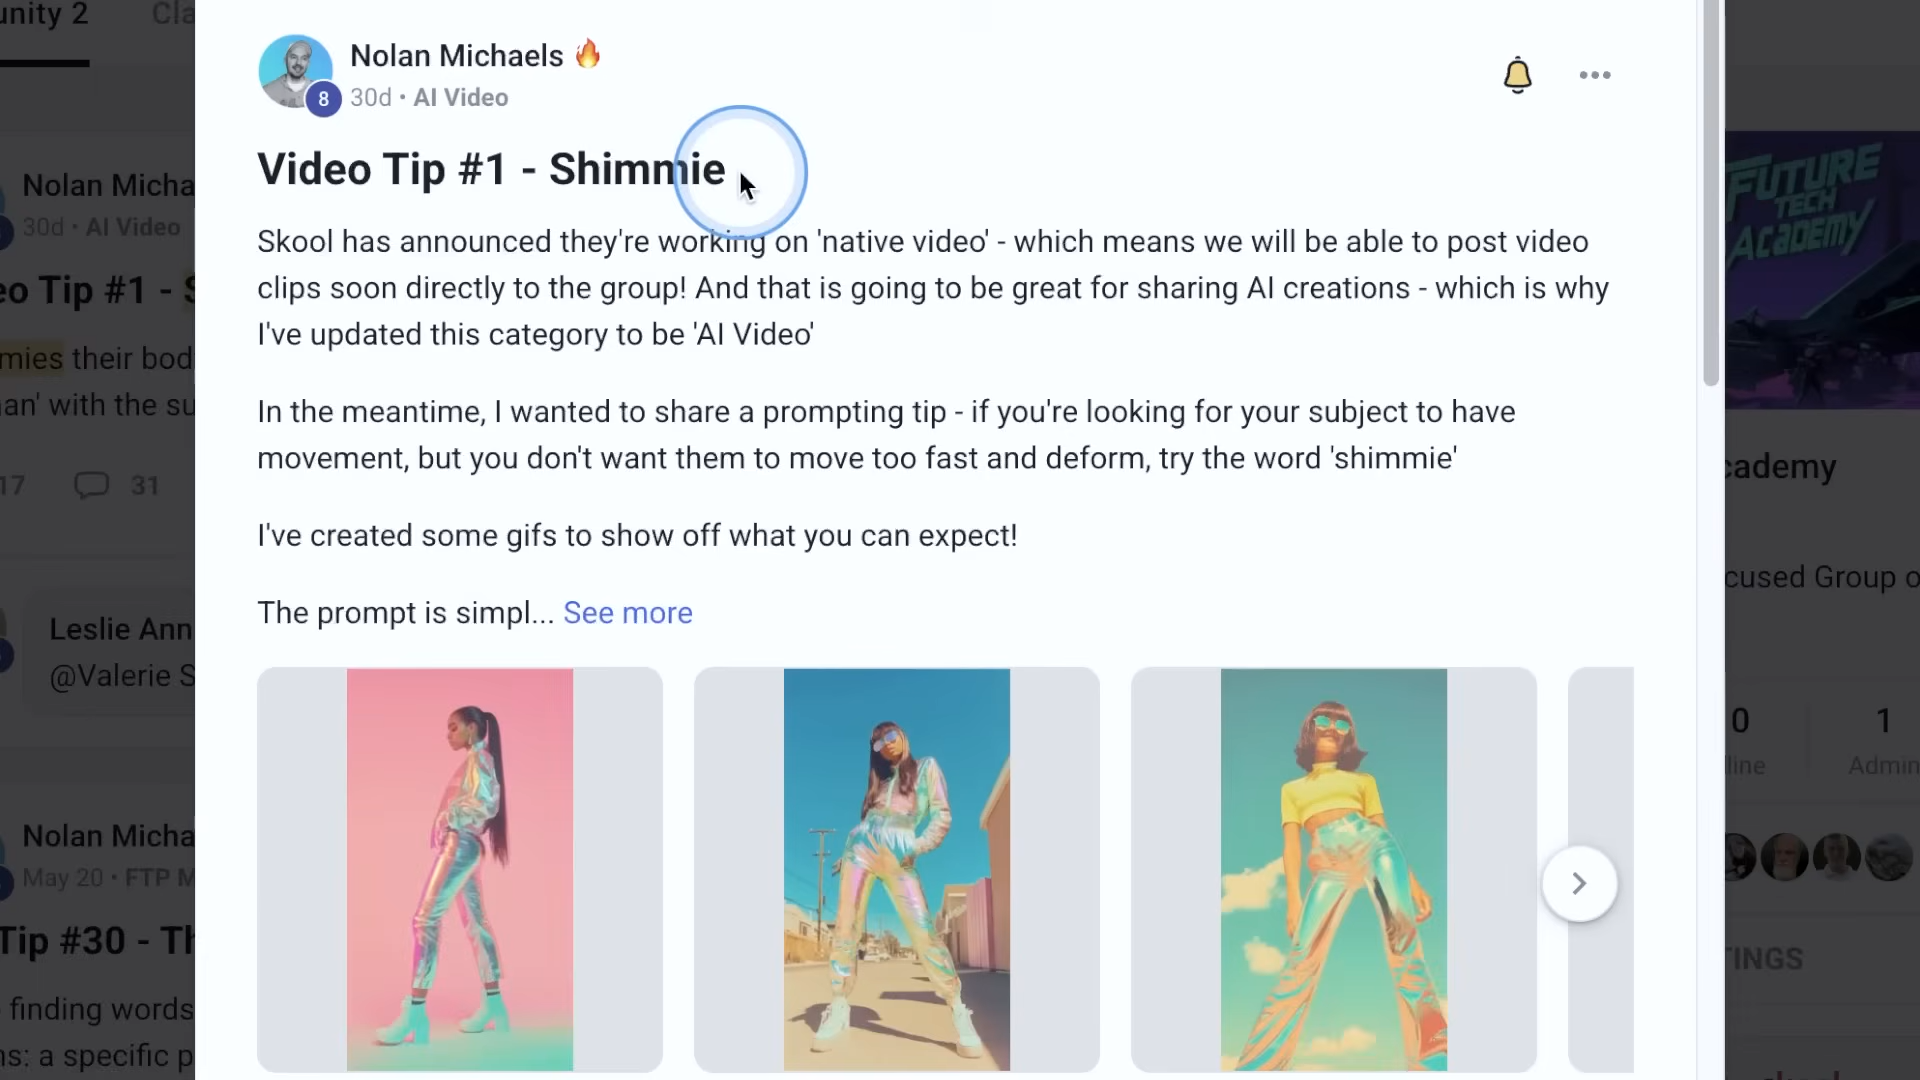 unity 2
Cla
Nolan Michaels
8
30d • AI Video
Video Tip #1 - Shimmie
Skool has announced they're working on 'native video' - which means we will be able to post video
clips soon directly to the group! And that is going to be great for sharing AI creations - which is why
I've updated this category to be 'AI Video'
In the meantime, I wanted to share a prompting tip - if you're looking for your subject to have
movement, but you don't want them to move too fast and deform, try the word 'shimmie'
I've created some gifs to show off what you can expect!
The prompt is simpl... See more
Nolan Micha
30d • AI Video
eo Tip #1 - S
mies their bod
an' with the su
17
31
Leslie Ann
@Valerie S
Nolan Micha
May 20 • FTP M
Tip #30 - Th
finding words
ns: a specific p
FUTURE
TECH
ACADEMY
cademy
cused Group o
0
1
line
Admin
TINGS